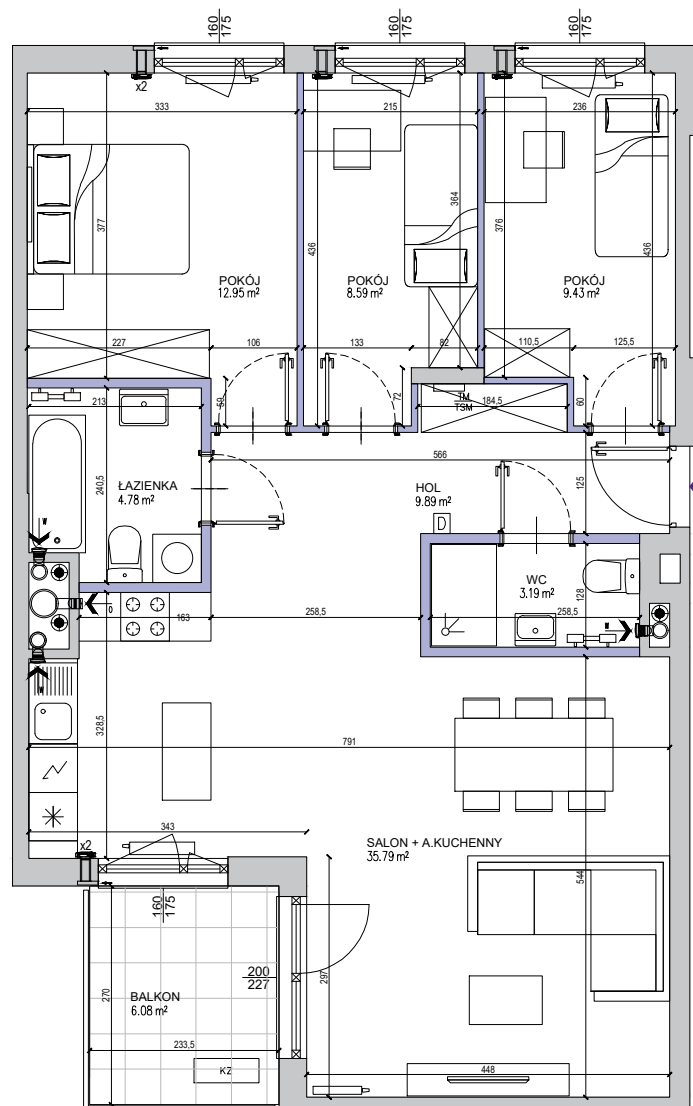 160
175
160
175
160
175
x2
333
215
236
377
436
364
376
436
POKÓJ
12.95 m²
POKÓJ
8.59 m²
POKÓJ
9.43 m²
227
106
133
82
110,5
125,5
59
72
60
TM
TSM
184,5
213
566
ŁAZIENKA
4.78 m²
240,5
HOL
9.89 m²
125
D
WC
3.19 m²
128
W
163
258,5
258,5
W
W
328,5
791
343
x2
SALON + A.KUCHENNY
35.79 m²
544
160
175
200
227
297
270
BALKON
6.08 m²
233,5
KZ
448